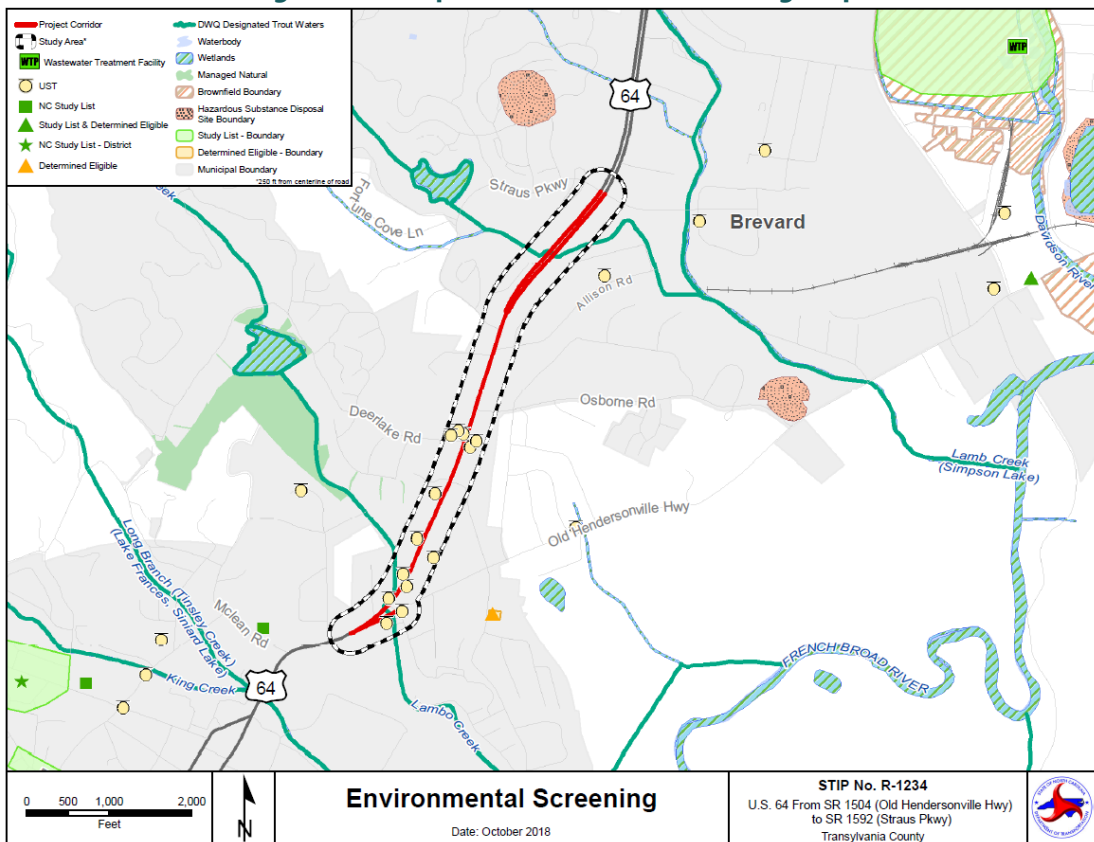 Project Corridor
Study Area*
WTP Wastewater Treatment Facility
UST
NC Study List
Study List & Determined Eligible
NC Study List - District
Determined Eligible
DWQ Designated Trout Waters
Waterbody
Wetlands
Managed Natural
Brownfield Boundary
Hazardous Substance Disposal
Site Boundary
Study List - Boundary
Determined Eligible - Boundary
Municipal Boundary
*250 ft from centerline of road
64
WTP
Straus Pkwy
Fortune Cove Ln
Creek
Brevard
Davidson River
Allison Rd
Osborne Rd
Deerlake Rd
Lamb Creek
(Simpson Lake)
Old Hendersonville Hwy
Long Branch (Tinsley Creek)
(Lake Frances, Siniard Lake)
Mclean Rd
King Creek
64
Lambo Creek
FRENCH BROAD RIVER
0 500 1,000 2,000
Feet
N
Environmental Screening
Date: October 2018
STIP No. R-1234
U.S. 64 From SR 1504 (Old Hendersonville Hwy)
to SR 1592 (Straus Pkwy)
Transylvania County